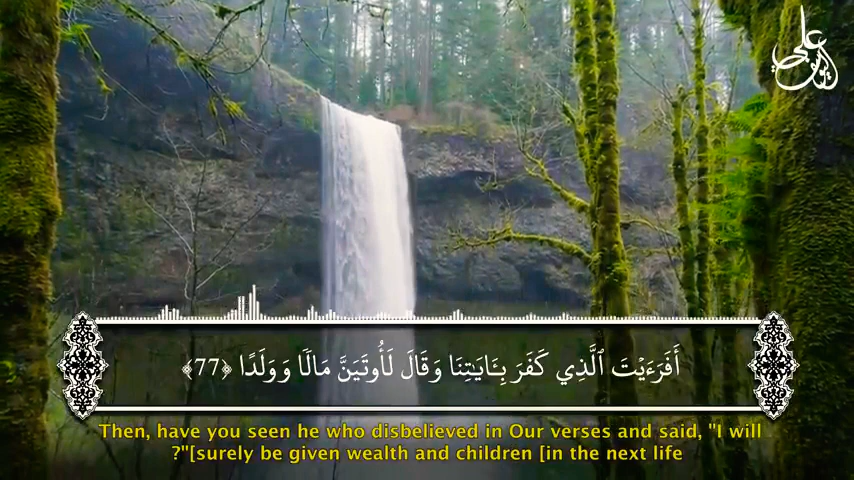 أَفَرَءَيْتَ ٱلَّذِي كَفَرَ بِـَٔايَـٰتِنَا وَقَالَ لَأُوتَيَنَّ مَالًا وَوَلَدًا ﴿77﴾
Then, have you seen he who disbelieved in Our verses and said, "I will
?"[surely be given wealth and children [in the next life